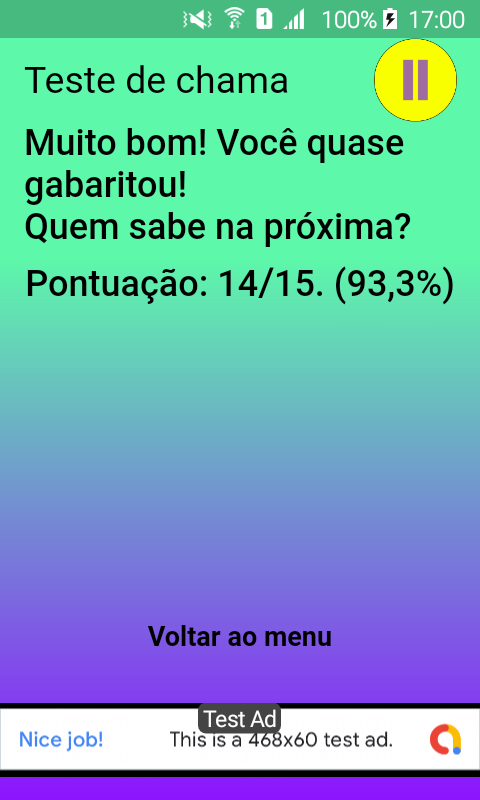 1 100% 17:00
Teste de chama
Muito bom! Você quase
gabaritou!
Quem sabe na próxima?
Pontuação: 14/15. (93,3%)
Voltar ao menu
Test Ad
Nice job! This is a 468x60 test ad.